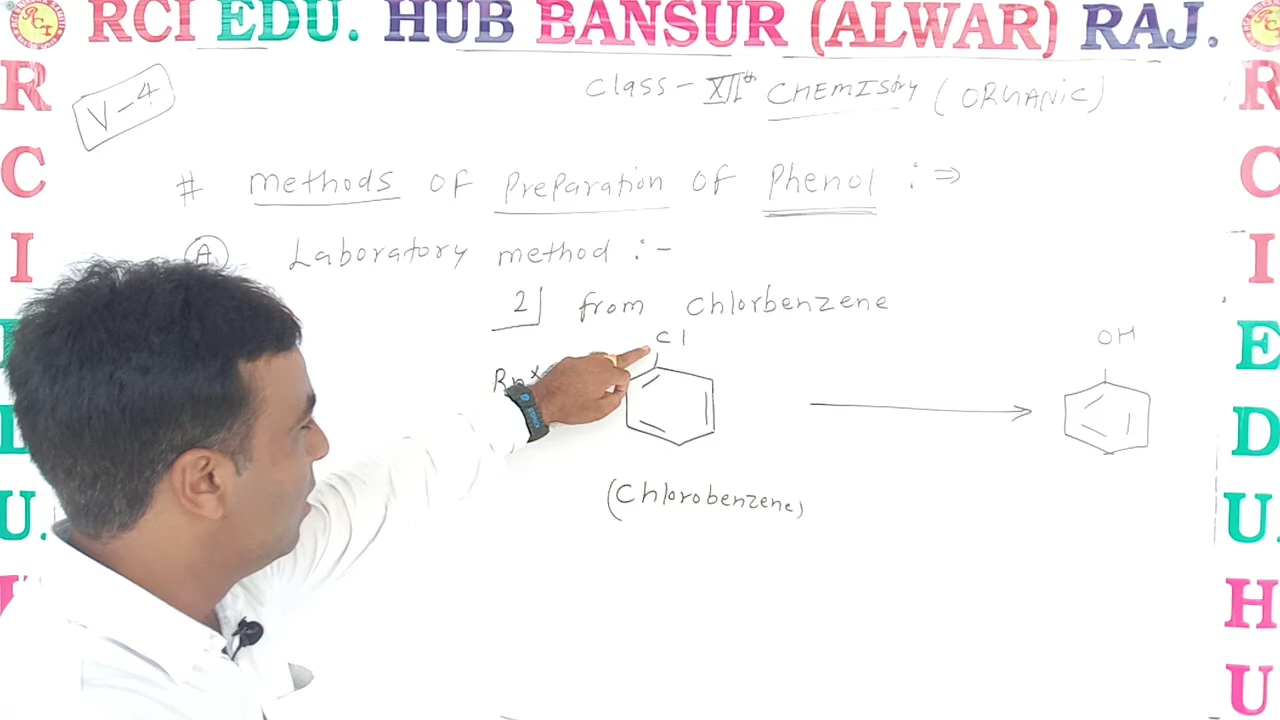 RCI EDU. HUB BANSUR (ALWAR) RAJ.
Class - XIIth CHEMIStry (ORGANIC)
V-4
# methods of Preparation of Phenol :⇒
A Laboratory method :-
2] from Chlorbenzene
Cl
OH
(Chlorobenzene)
R
C
I
E
D
U.
H
R
C
I
E
D
U.
H
U